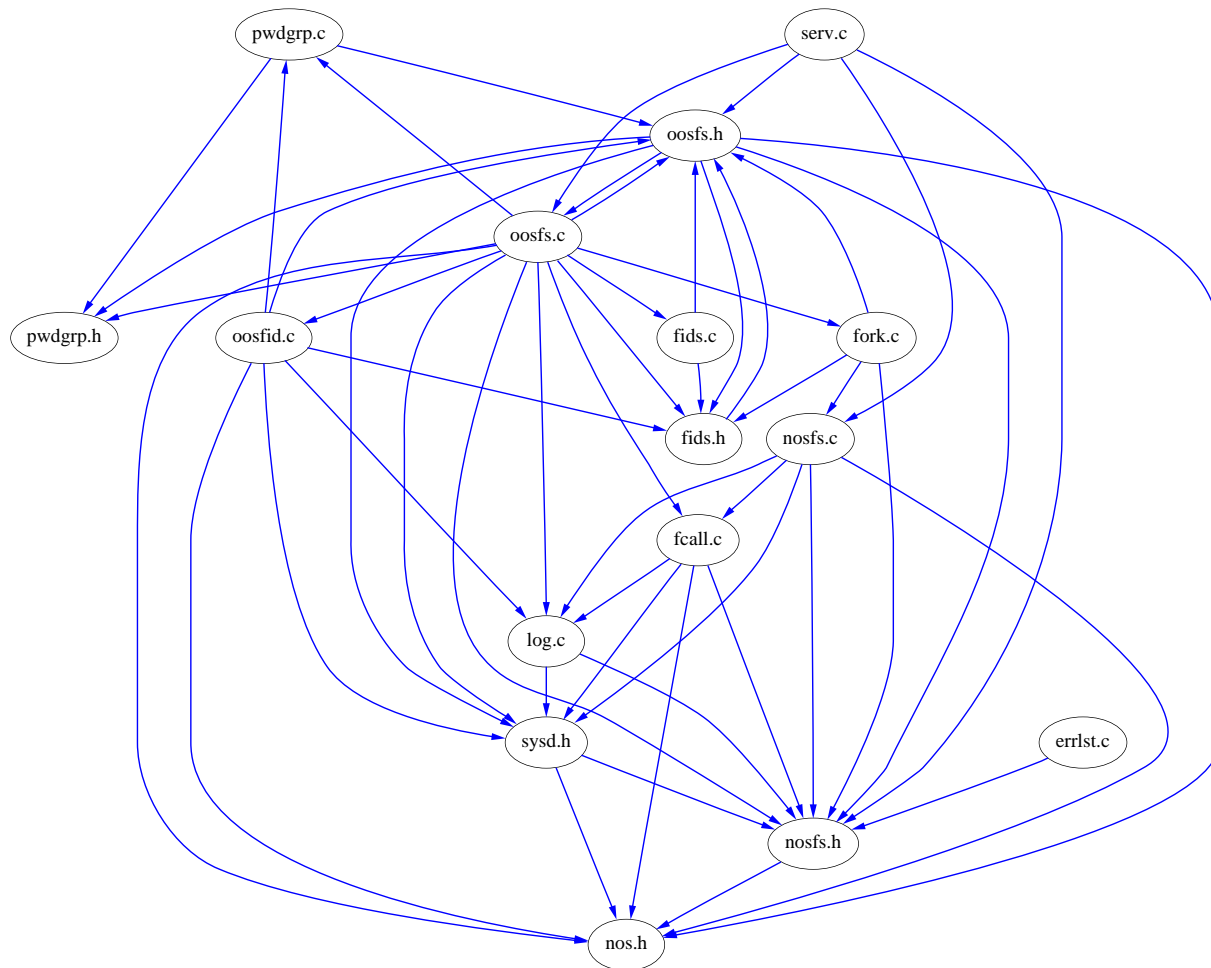 pwdgrp.c
serv.c
oosfs.h
oosfs.c
pwdgrp.h
oosfid.c
fids.c
fork.c
fids.h
nosfs.c
fcall.c
log.c
sysd.h
errlst.c
nosfs.h
nos.h